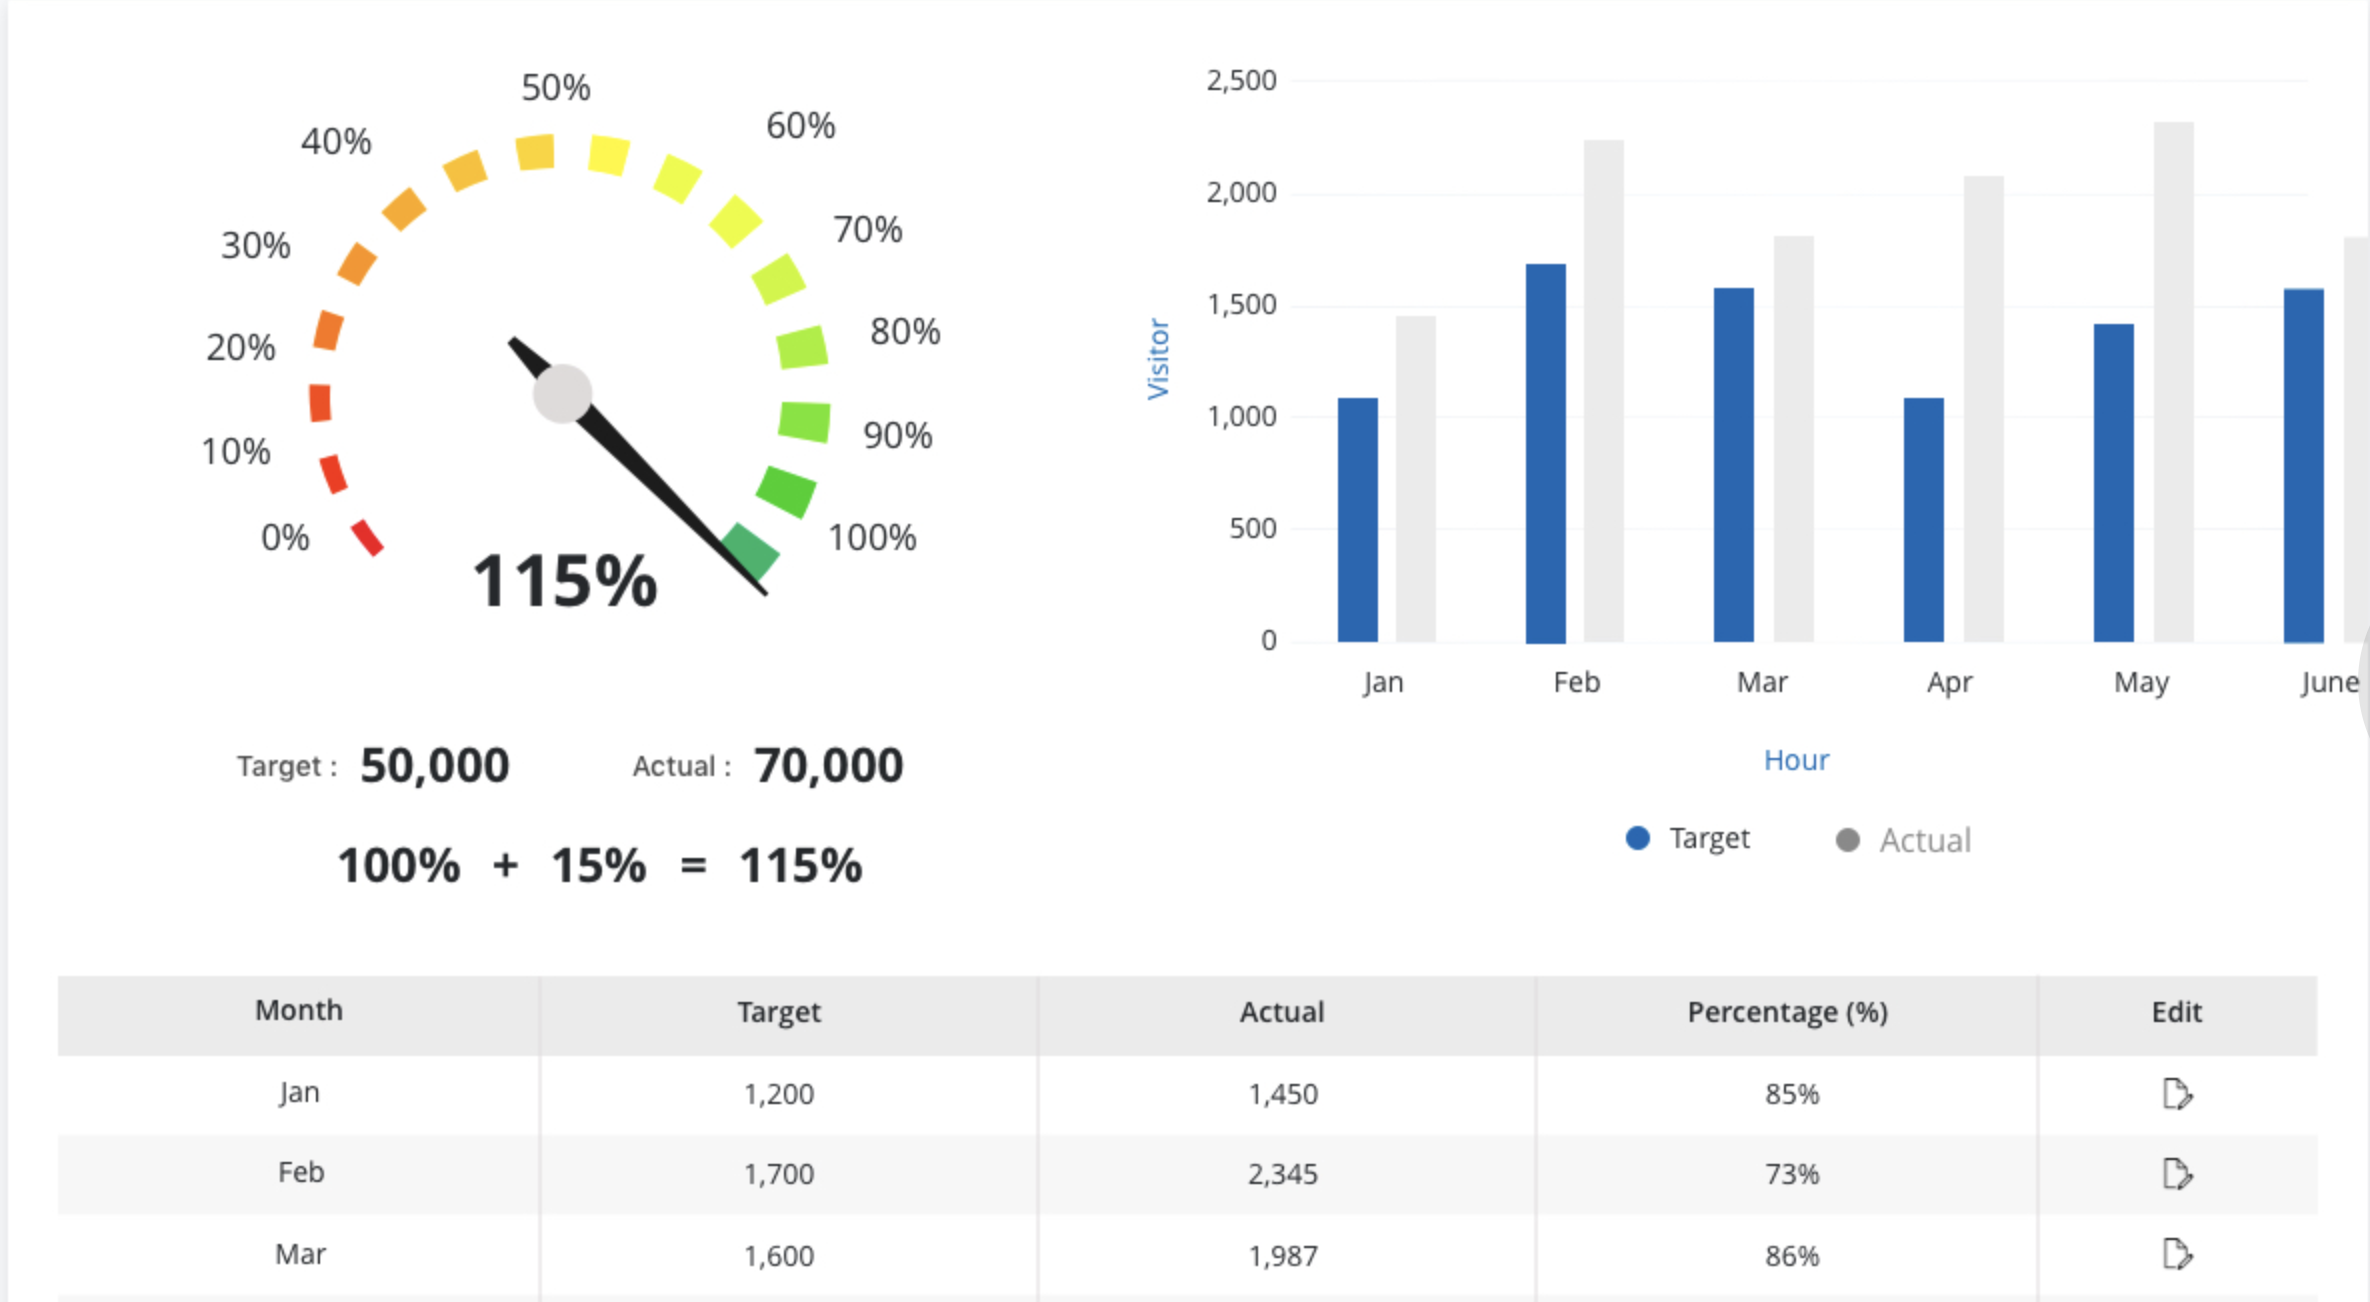 50%
40%
60%
30%
70%
20%
80%
10%
90%
0%
100%
115%
Target : 50,000 Actual : 70,000
100% + 15% = 115%
2,500
2,000
1,500
1,000
500
0
Visitor
Jan Feb Mar Apr May June
Hour
Target Actual
Month Target Actual Percentage (%) Edit
Jan 1,200 1,450 85%
Feb 1,700 2,345 73%
Mar 1,600 1,987 86%